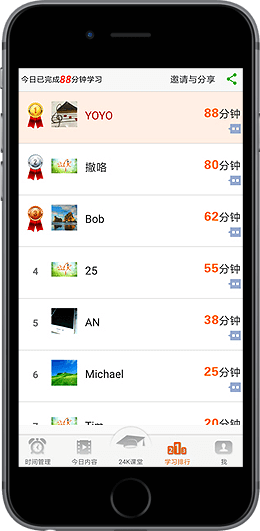 今日已完成88分钟学习 邀请与分享
1 YOYO 88分钟
2 撤咯 80分钟
3 Bob 62分钟
4 25 55分钟
5 AN 38分钟
6 Michael 25分钟
7 Tim 20分钟
时间管理 今日内容 24K课堂 学习排行 我